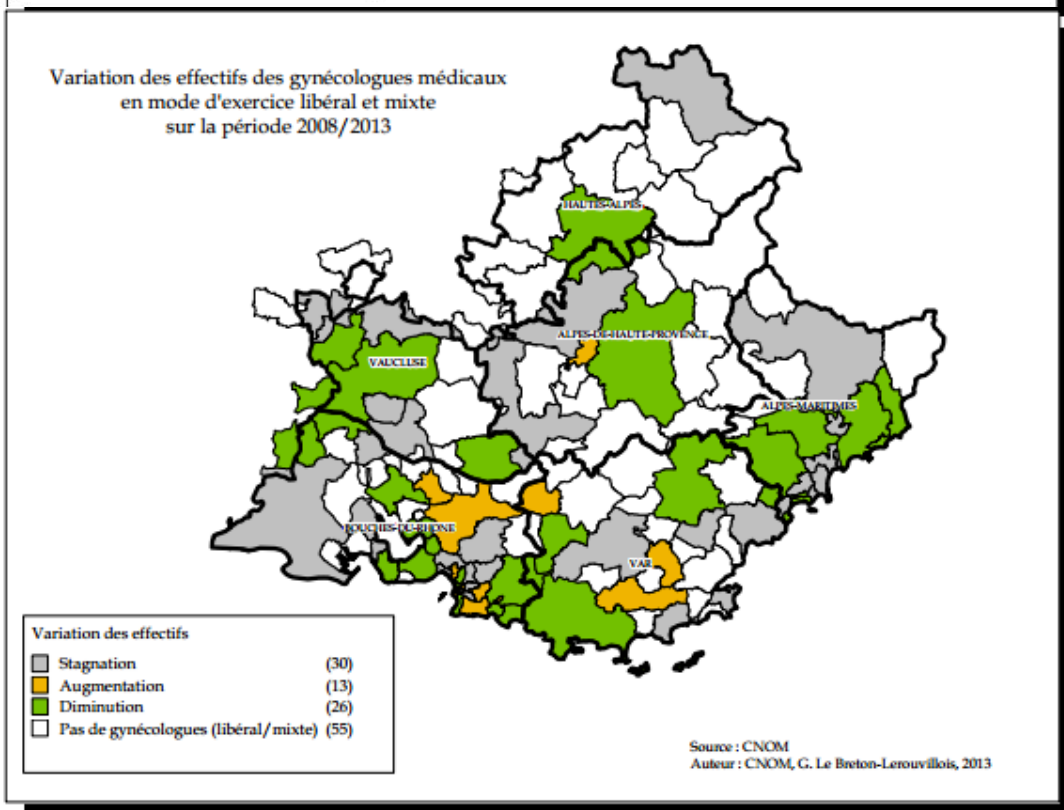 Variation des effectifs des gynécologues médicaux
en mode d'exercice libéral et mixte
sur la période 2008/2013
HAUTES-ALPES
ALPES-DE-HAUTE-PROVENCE
VAUCLUSE
ALPES-MARITIMES
BOUCHES-DU-RHONE
VAR
Variation des effectifs
Stagnation (30)
Augmentation (13)
Diminution (26)
Pas de gynécologues (libéral/mixte) (55)
Source : CNOM
Auteur : CNOM, G. Le Breton-Lerouvillois, 2013